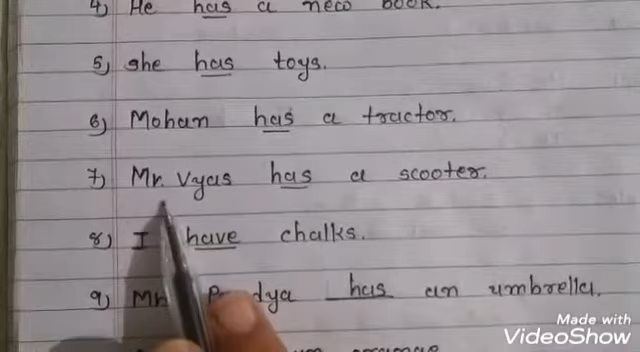 4) He has a new book.
5) She has toys.
6) Mohan has a tractor.
7) Mr. Vyas has a scooter.
8) I have chalks.
9) Mr. has an umbrella.
Made with
VideoShow